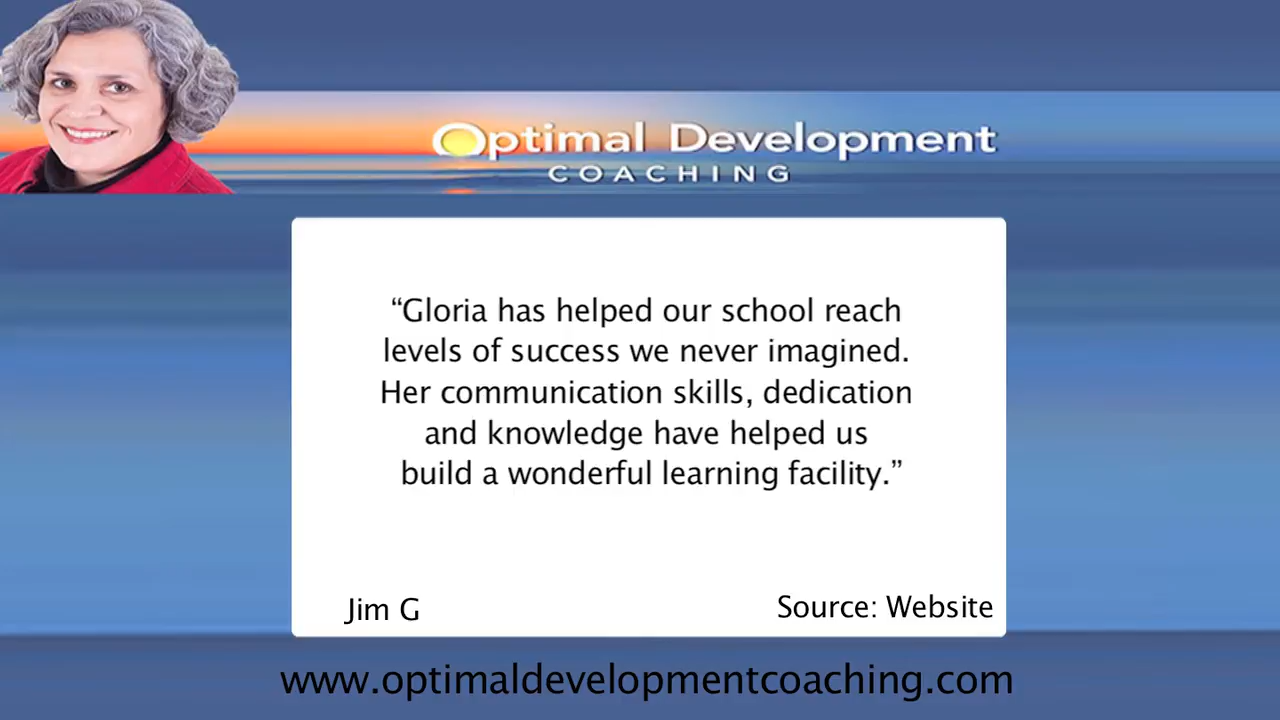 Optimal Development
COACHING
“Gloria has helped our school reach
levels of success we never imagined.
Her communication skills, dedication
and knowledge have helped us
build a wonderful learning facility.”
Jim G
Source: Website
www.optimaldevelopmentcoaching.com